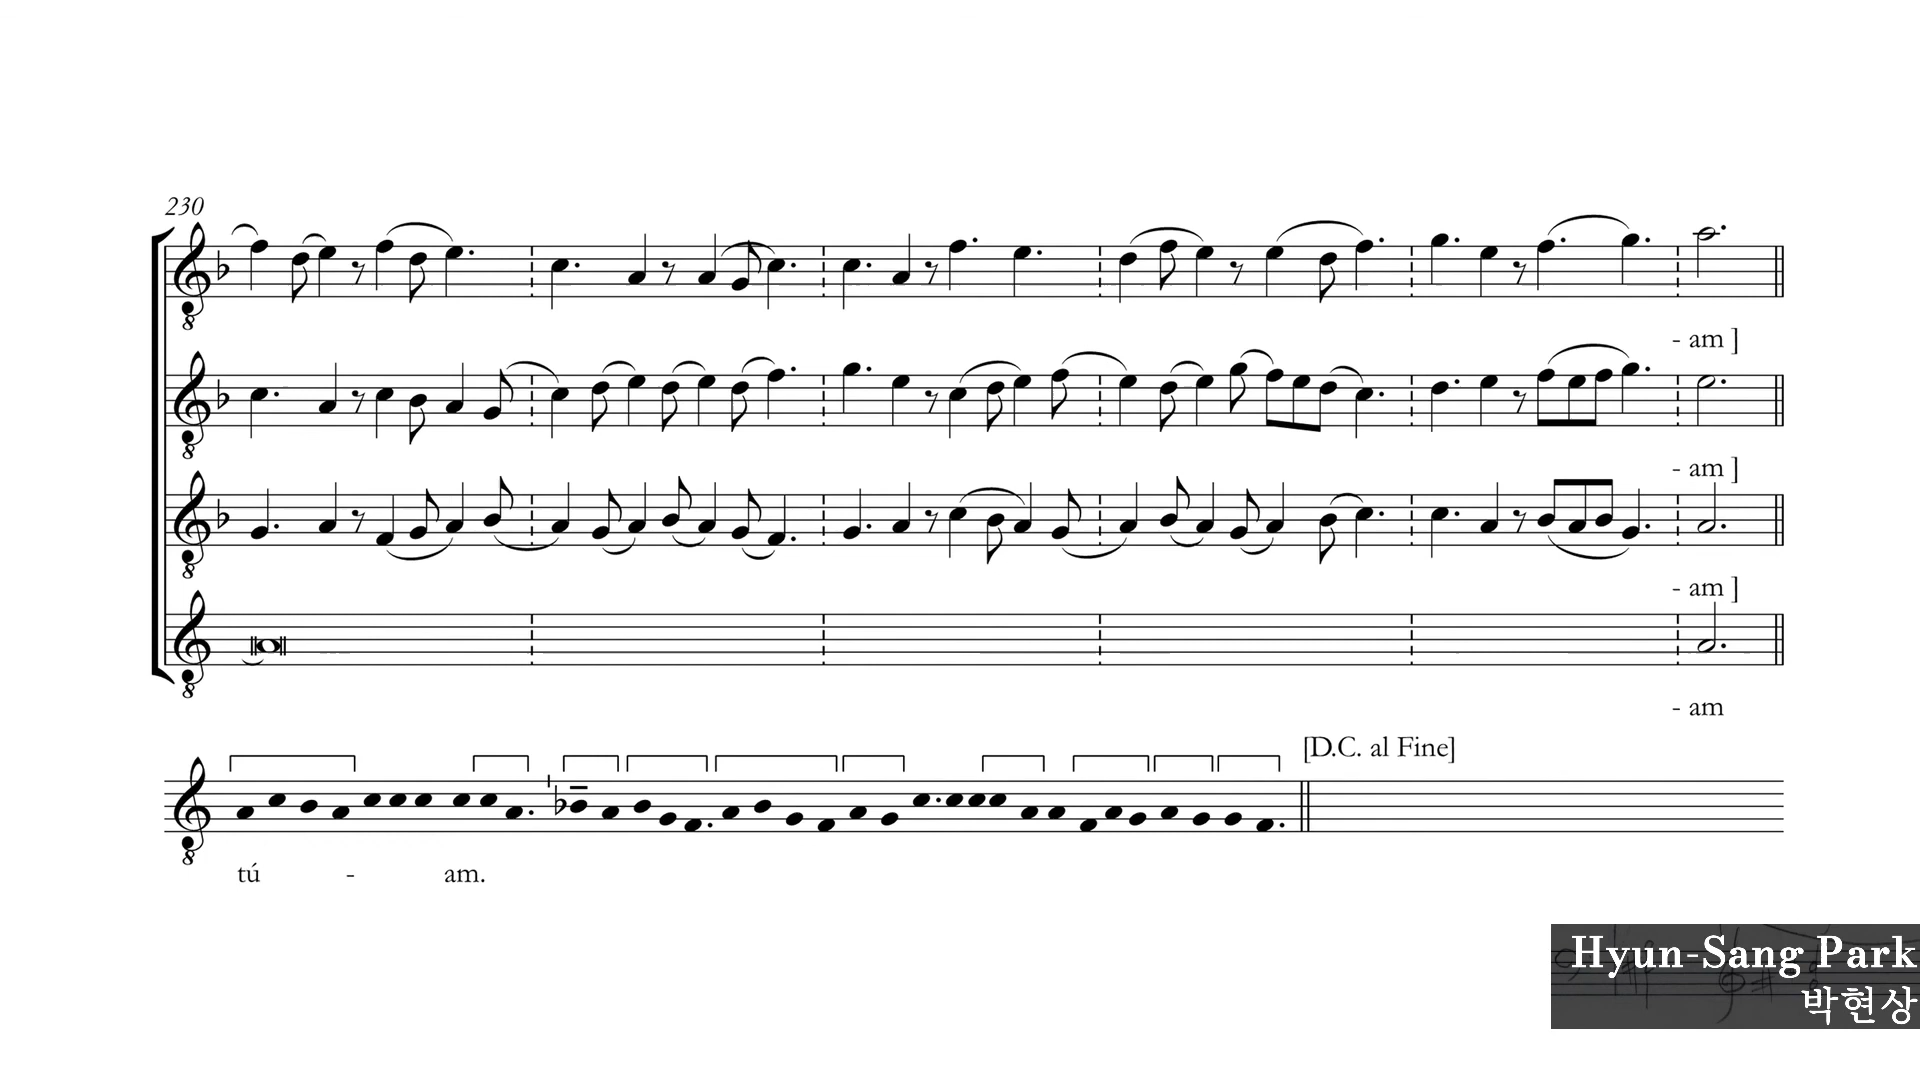 230
- am ]
- am ]
- am ]
- am
[D.C. al Fine]
tú - am.
Hyun-Sang Park
박현상